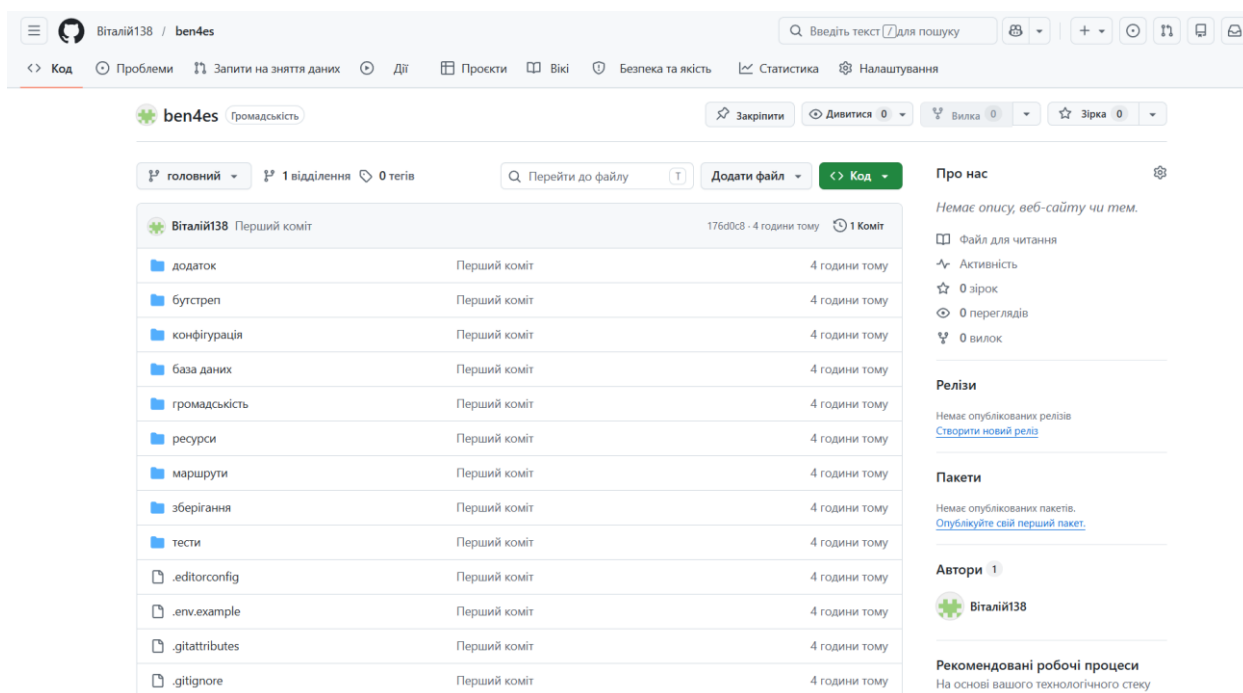 Віталій138 / ben4es
Введіть текст / для пошуку
Код Проблеми Запити на зняття даних Дії Проєкти Вікі Безпека та якість Статистика Налаштування
ben4es Громадськість
Закріпити Дивитися 0 Вилка 0 Зірка 0
головний 1 відділення 0 тегів
Перейти до файлу T Додати файл Код
Віталій138 Перший коміт 176d0c8 · 4 години тому 1 Коміт
додаток Перший коміт 4 години тому
бутстреп Перший коміт 4 години тому
конфігурація Перший коміт 4 години тому
база даних Перший коміт 4 години тому
громадськість Перший коміт 4 години тому
ресурси Перший коміт 4 години тому
маршрути Перший коміт 4 години тому
зберігання Перший коміт 4 години тому
тести Перший коміт 4 години тому
.editorconfig Перший коміт 4 години тому
.env.example Перший коміт 4 години тому
.gitattributes Перший коміт 4 години тому
.gitignore Перший коміт 4 години тому
Про нас
Немає опису, веб-сайту чи тем.
Файл для читання
Активність
0 зірок
0 переглядів
0 вилок
Релізи
Немає опублікованих релізів
Створити новий реліз
Пакети
Немає опублікованих пакетів.
Опублікуйте свій перший пакет.
Автори 1
Віталій138
Рекомендовані робочі процеси
На основі вашого технологічного стеку